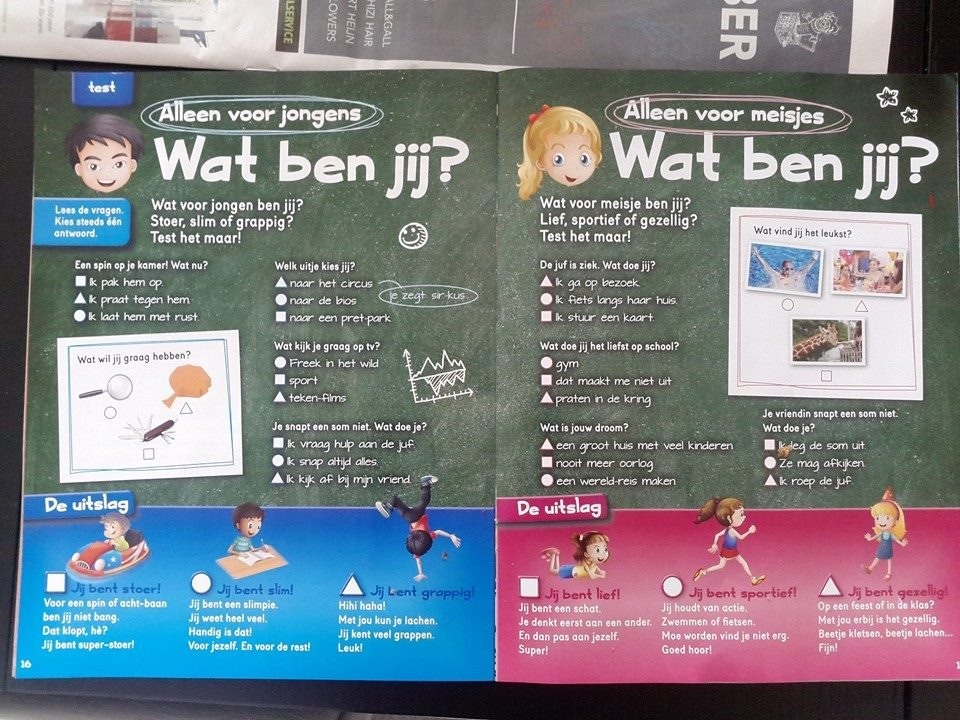 LSERVICE
ALL&GALL
HIZI HAIR
RT HEIJN
LOWERS
BER
test
Alleen voor jongens
Wat ben jij?
Lees de vragen.
Kies steeds één
antwoord.
Wat voor jongen ben jij?
Stoer, slim of grappig?
Test het maar!
Een spin op je kamer! Wat nu?
Ik pak hem op.
Ik praat tegen hem.
Ik laat hem met rust.
Wat wil jij graag hebben?
Welk uitje kies jij?
naar het circus
je zegt sir-kus
naar de bios
naar een pret-park
Wat kijk je graag op tv?
Freek in het wild
sport
teken-films
Je snapt een som niet. Wat doe je?
Ik vraag hulp aan de juf.
Ik snap altijd alles.
Ik kijk af bij mijn vriend.
De uitslag
Jij bent stoer!
Voor een spin of acht-baan
ben jij niet bang.
Dat klopt, hè?
Jij bent super-stoer!
Jij bent slim!
Jij bent een slimpie.
Jij weet heel veel.
Handig is dat!
Voor jezelf. En voor de rest!
Jij bent grappig!
Hihi haha!
Met jou kun je lachen.
Jij kent veel grappen.
Leuk!
16
Alleen voor meisjes
Wat ben jij?
Wat voor meisje ben jij?
Lief, sportief of gezellig?
Test het maar!
De juf is ziek. Wat doe jij?
Ik ga op bezoek.
Ik fiets langs haar huis.
Ik stuur een kaart.
Wat doe jij het liefst op school?
gym
dat maakt me niet uit
praten in de kring
Wat is jouw droom?
een groot huis met veel kinderen
nooit meer oorlog
een wereld-reis maken
Wat vind jij het leukst?
Je vriendin snapt een som niet.
Wat doe je?
Ik leg de som uit.
Ze mag afkijken.
Ik roep de juf.
De uitslag
Jij bent lief!
Jij bent een schat.
Je denkt eerst aan een ander.
En dan pas aan jezelf.
Super!
Jij bent sportief!
Jij houdt van actie.
Zwemmen of fietsen.
Moe worden vind je niet erg.
Goed hoor!
Jij bent gezellig!
Op een feest of in de klas?
Met jou erbij is het gezellig.
Beetje kletsen, beetje lachen...
Fijn!